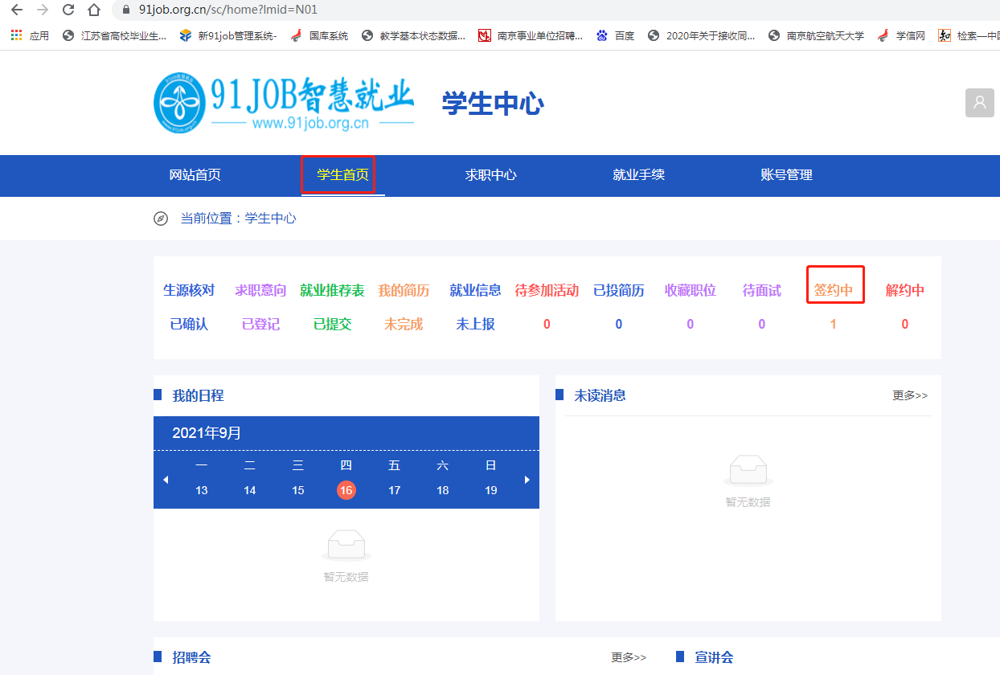 91job.org.cn/sc/home?lmid=N01
应用 江苏省高校毕业生... 新91job管理系统- 国库系统 教学基本状态数据... 南京事业单位招聘... 百度 2020年关于接收同... 南京航空航天大学 学信网 检索—中国
91JOB智慧就业 学生中心
www.91job.org.cn
网站首页 学生首页 求职中心 就业手续 账号管理
当前位置：学生中心
生源核对 求职意向 就业推荐表 我的简历 就业信息 待参加活动 已投简历 收藏职位 待面试 签约中 解约中
已确认 已登记 已提交 未完成 未上报 0 0 0 0 1 0
我的日程
2021年9月
一 二 三 四 五 六 日
13 14 15 16 17 18 19
暂无数据
未读消息 更多>>
暂无数据
招聘会 更多>>
宣讲会